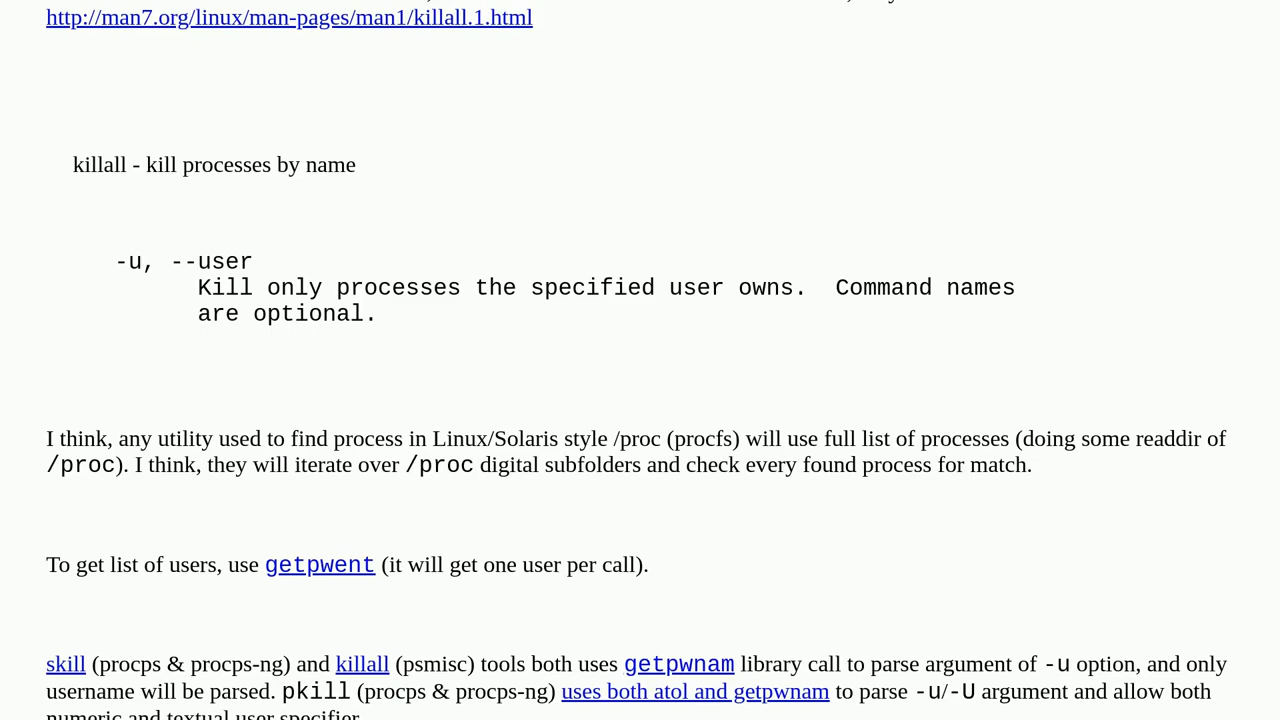 http://man7.org/linux/man-pages/man1/killall.1.html
killall - kill processes by name
-u, --user
Kill only processes the specified user owns.  Command names
are optional.
I think, any utility used to find process in Linux/Solaris style /proc (procfs) will use full list of processes (doing some readdir of
/proc). I think, they will iterate over /proc digital subfolders and check every found process for match.
To get list of users, use getpwent (it will get one user per call).
skill (procps & procps-ng) and killall (psmisc) tools both uses getpwnam library call to parse argument of -u option, and only
username will be parsed. pkill (procps & procps-ng) uses both atol and getpwnam to parse -u/-U argument and allow both
numeric and textual user specifier.